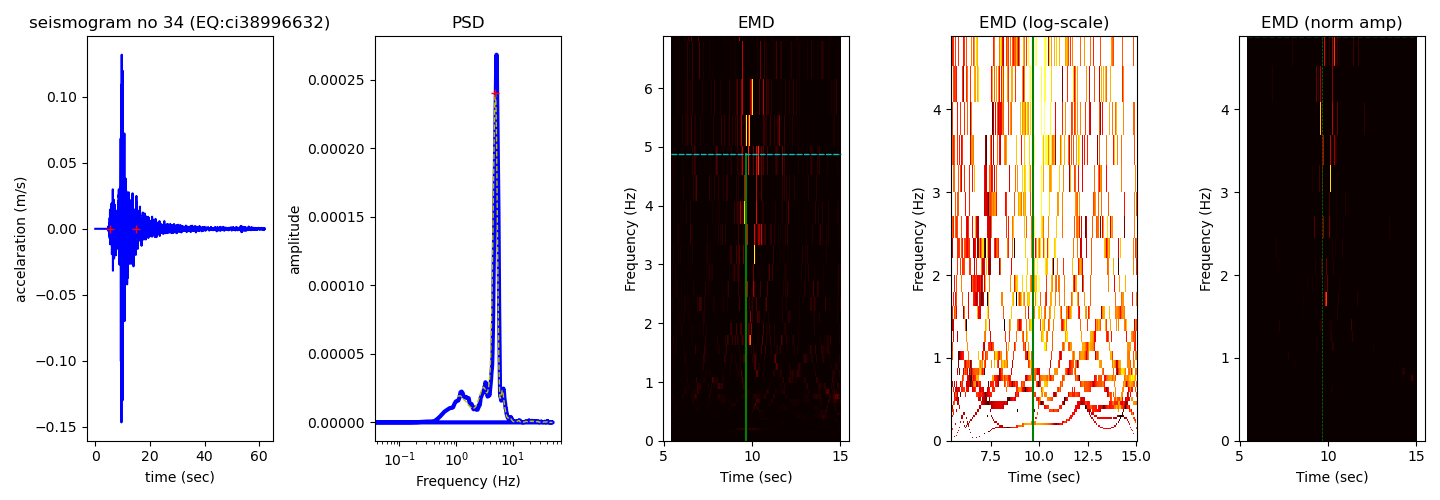 seismogram no 34 (EQ:ci38996632)
PSD
EMD
EMD (log-scale)
EMD (norm amp)
accelaration (m/s)
0.10
0.05
0.00
−0.05
−0.10
−0.15
0 20 40 60
time (sec)
amplitude
0.00025
0.00020
0.00015
0.00010
0.00005
0.00000
10⁻¹ 10⁰ 10¹
Frequency (Hz)
Frequency (Hz)
6
5
4
3
2
1
0
5 10 15
Time (sec)
Frequency (Hz)
4
3
2
1
0
7.5 10.0 12.5 15.0
Time (sec)
Frequency (Hz)
4
3
2
1
0
5 10 15
Time (sec)